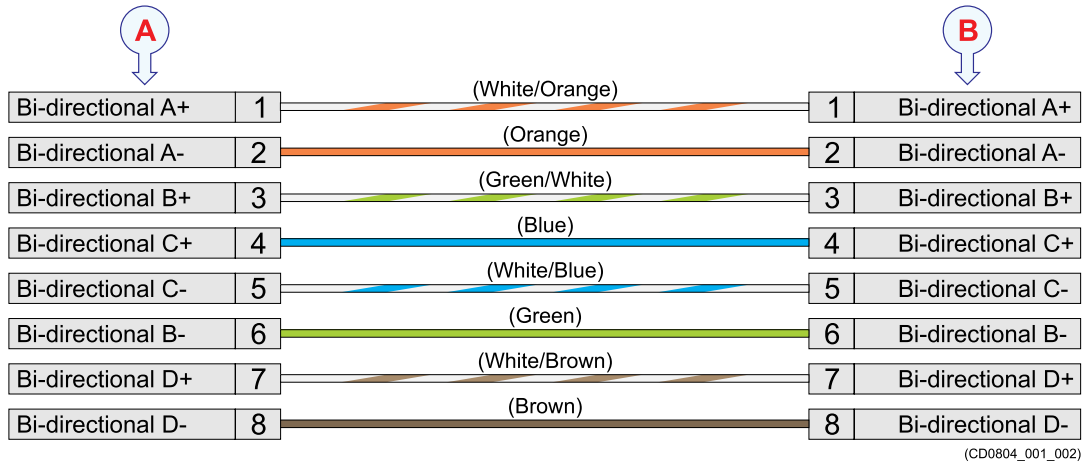 A B
(White/Orange)
Bi-directional A+ 1 1 Bi-directional A+
(Orange)
Bi-directional A- 2 2 Bi-directional A-
(Green/White)
Bi-directional B+ 3 3 Bi-directional B+
(Blue)
Bi-directional C+ 4 4 Bi-directional C+
(White/Blue)
Bi-directional C- 5 5 Bi-directional C-
(Green)
Bi-directional B- 6 6 Bi-directional B-
(White/Brown)
Bi-directional D+ 7 7 Bi-directional D+
(Brown)
Bi-directional D- 8 8 Bi-directional D-
(CD0804_001_002)